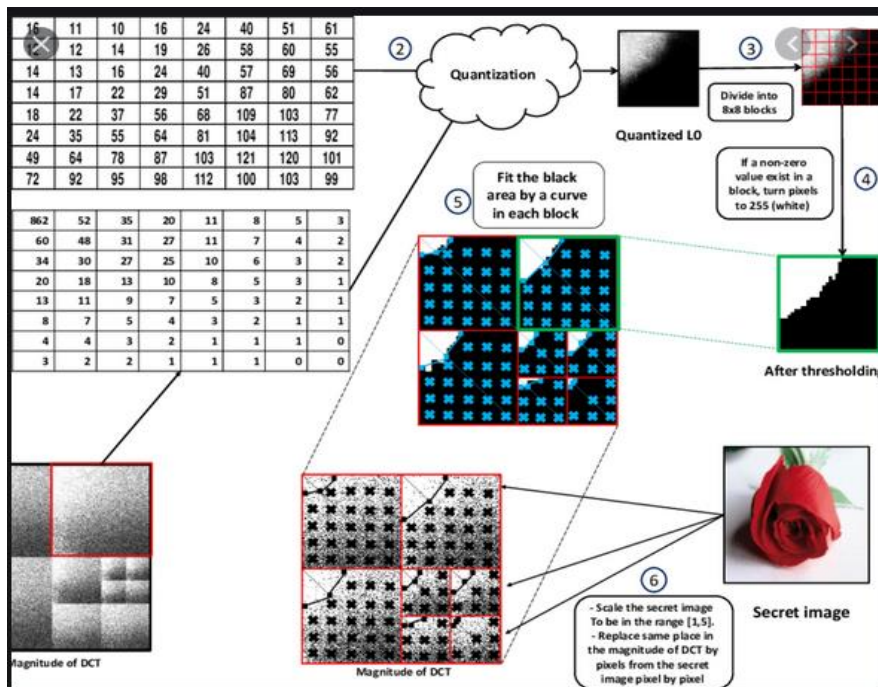 16 11 10 16 24 40 51 61
12 12 14 19 26 58 60 55
14 13 16 24 40 57 69 56
14 17 22 29 51 87 80 62
18 22 37 56 68 109 103 77
24 35 55 64 81 104 113 92
49 64 78 87 103 121 120 101
72 92 95 98 112 100 103 99
2
Quantization
Quantized L0
3
Divide into
8x8 blocks
If a non-zero
value exist in a
block, turn pixels
to 255 (white)
4
After thresholding
5
Fit the black
area by a curve
in each block
862 52 35 20 11 8 5 3
60 48 31 27 11 7 4 2
34 30 27 25 10 6 3 2
20 18 13 10 8 5 3 1
13 11 9 7 5 3 2 1
8 7 5 4 3 2 1 1
4 4 3 2 1 1 1 0
3 2 2 1 1 1 0 0
Magnitude of DCT
Magnitude of DCT
Secret image
6
- Scale the secret image
To be in the range [1,5].
- Replace same place in
the magnitude of DCT by
pixels from the secret
image pixel by pixel